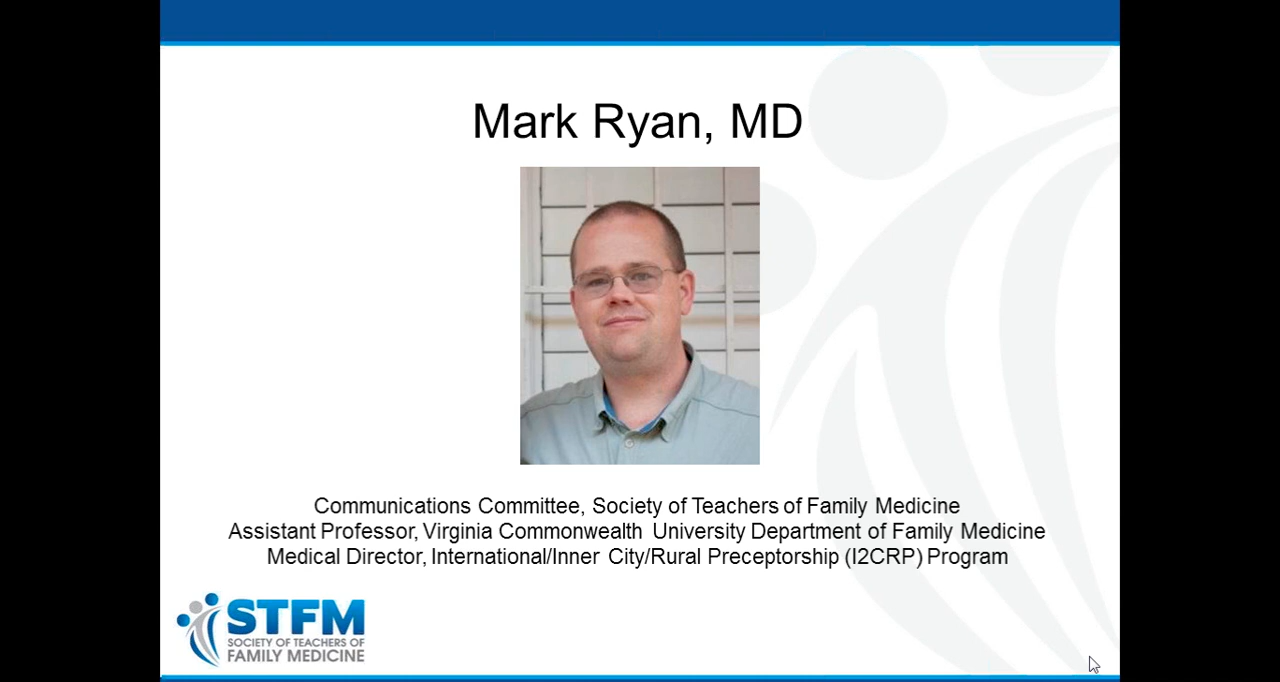 Mark Ryan, MD
Communications Committee, Society of Teachers of Family Medicine
Assistant Professor, Virginia Commonwealth University Department of Family Medicine
Medical Director, International/Inner City/Rural Preceptorship (I2CRP) Program
STFM
SOCIETY OF TEACHERS OF
FAMILY MEDICINE